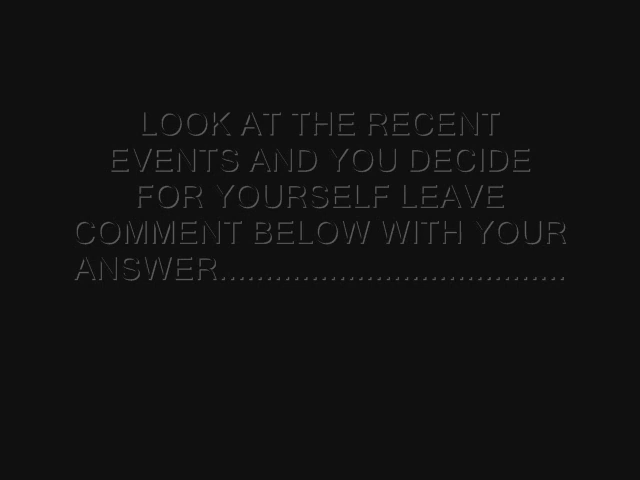 LOOK AT THE RECENT
EVENTS AND YOU DECIDE
FOR YOURSELF LEAVE
COMMENT BELOW WITH YOUR
ANSWER.....................................